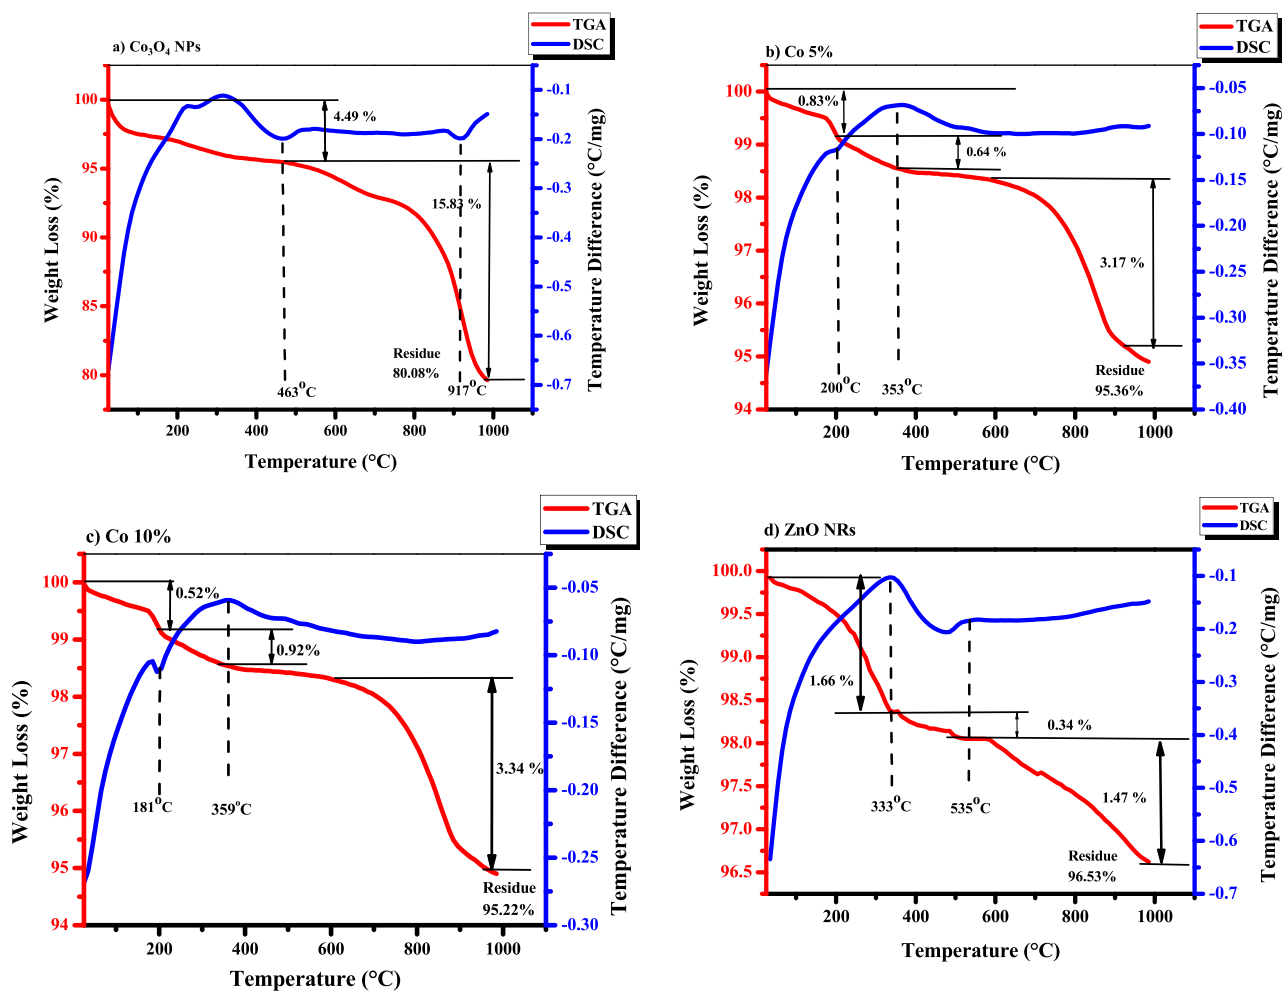 TGA
DSC
a) Co₃O₄ NPs
100
95
90
85
80
Weight Loss (%)
4.49 %
15.83 %
Residue
80.08%
463°C
917°C
-0.1
-0.2
-0.3
-0.4
-0.5
-0.6
-0.7
Temperature Difference (°C/mg)
200
400
600
800
1000
Temperature (°C)
TGA
DSC
b) Co 5%
100
99
98
97
96
95
94
Weight Loss (%)
0.83%
0.64 %
3.17 %
Residue
95.36%
200°C
353°C
-0.05
-0.10
-0.15
-0.20
-0.25
-0.30
-0.35
-0.40
Temperature Difference (°C/mg)
200
400
600
800
1000
Temperature (°C)
TGA
DSC
c) Co 10%
100
99
98
97
96
95
94
Weight Loss (%)
0.52%
0.92%
3.34 %
181°C
359°C
Residue
95.22%
-0.05
-0.10
-0.15
-0.20
-0.25
-0.30
Temperature Difference (°C/mg)
200
400
600
800
1000
Temperature (°C)
TGA
DSC
d) ZnO NRs
100.0
99.5
99.0
98.5
98.0
97.5
97.0
96.5
Weight Loss (%)
1.66 %
0.34 %
1.47 %
333°C
535°C
Residue
96.53%
-0.1
-0.2
-0.3
-0.4
-0.5
-0.6
-0.7
Temperature Difference (°C/mg)
200
400
600
800
1000
Temperature (°C)